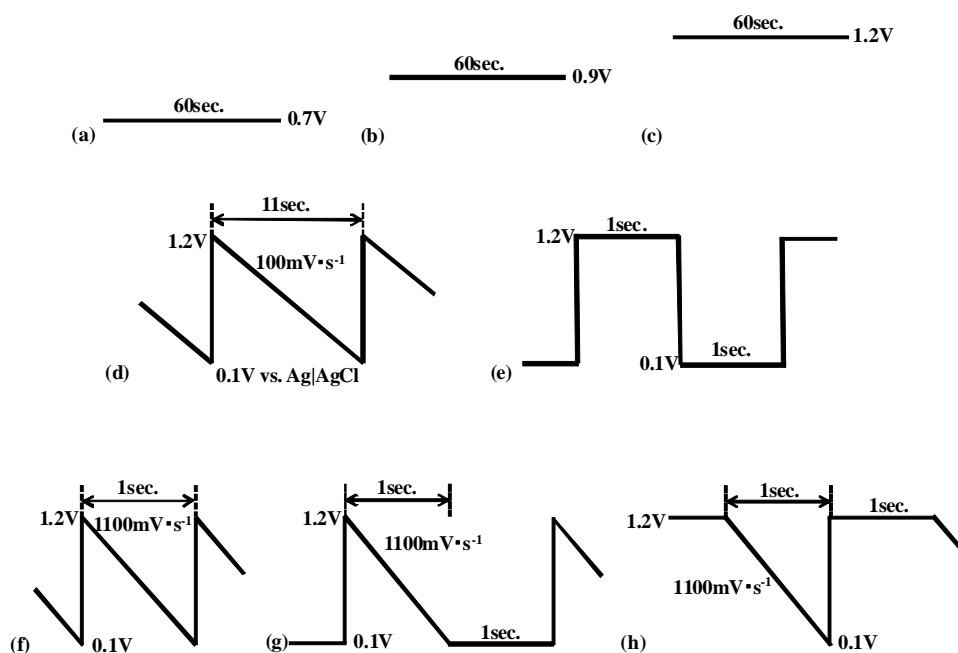 60sec.
1.2V
(c)
60sec.
0.9V
(b)
60sec.
0.7V
(a)
11sec.
1.2V
100mV▪s⁻¹
0.1V vs. Ag|AgCl
(d)
1.2V
1sec.
0.1V
1sec.
(e)
1sec.
1.2V
1100mV▪s⁻¹
0.1V
(f)
1sec.
1.2V
1100mV▪s⁻¹
1sec.
0.1V
(g)
1sec.
1sec.
1.2V
1100mV▪s⁻¹
0.1V
(h)